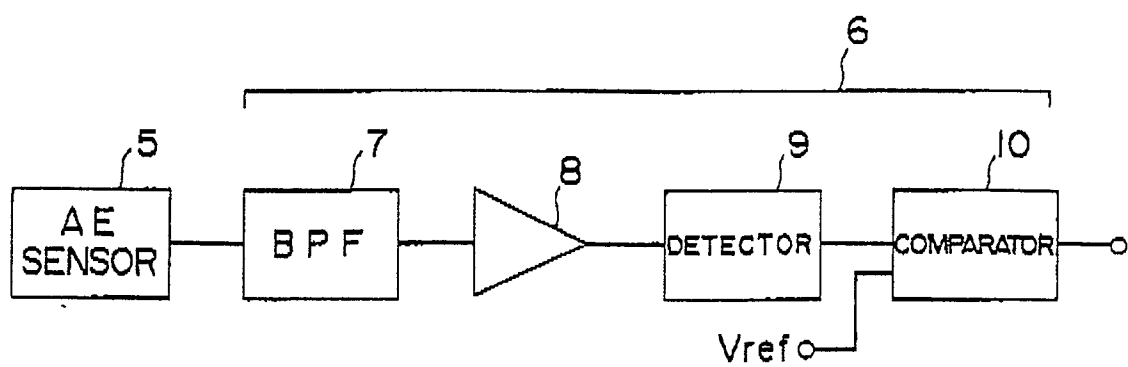 6
5
7
8
9
10
AE
SENSOR
BPF
DETECTOR
COMPARATOR
Vref